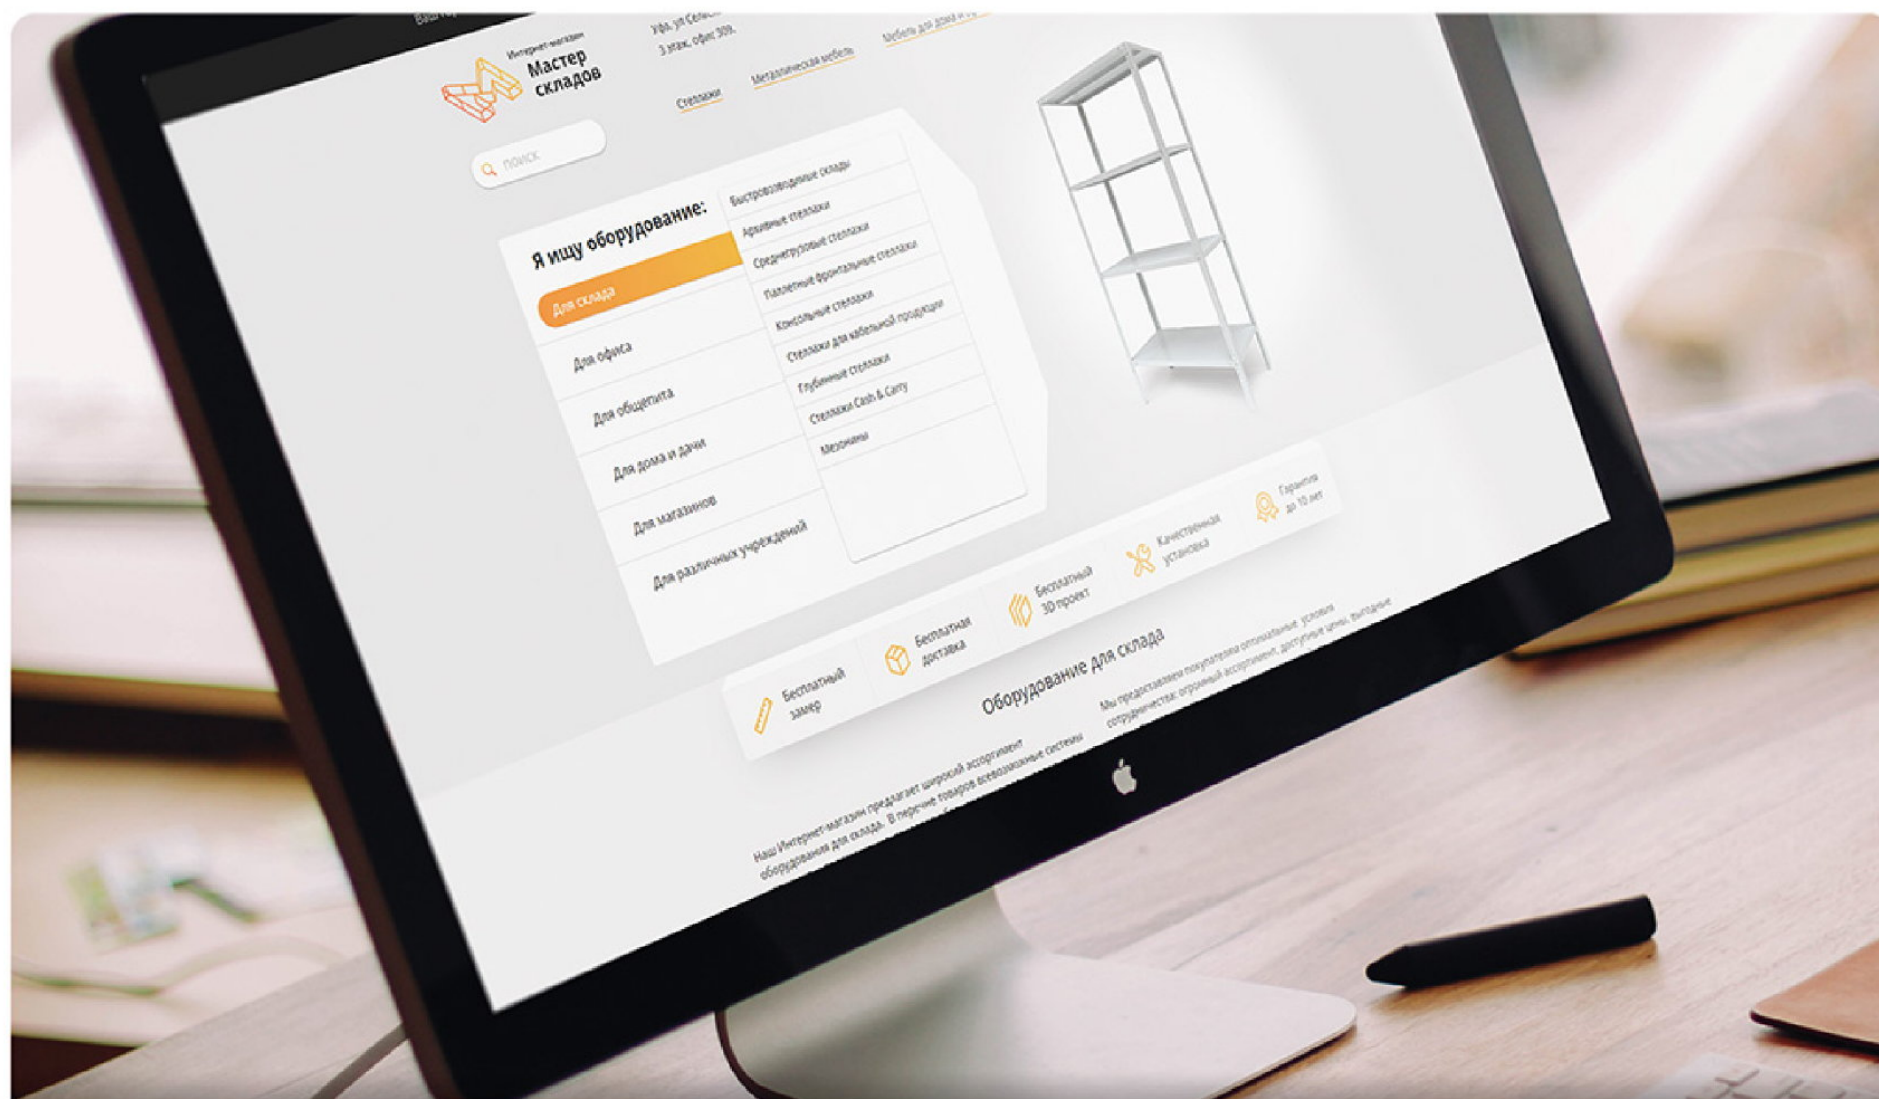 Интернет-магазин
Мастер
складов
3 этаж, офис 309,
Стеллажи
Металлическая мебель
Мебель для дома и
поиск
Я ищу оборудование:
Для склада
Для офиса
Для общепита
Для дома и дачи
Для магазинов
Для различных учреждений
Быстровозводимые склады
Архивные стеллажи
Среднегрузовые стеллажи
Паллетные фронтальные стеллажи
Консольные стеллажи
Стеллажи для кабельной продукции
Глубинные стеллажи
Стеллажи Cash & Carry
Мезонины
Бесплатный
замер
Бесплатная
доставка
Бесплатный
3D проект
Качественная
установка
Гарантия
до 10 лет
Оборудование для склада
Наш Интернет-магазин предлагает широкий ассортимент
оборудования для склада. В перечне товаров всевозможные системы
Мы предоставляем покупателям оптимальные условия
сотрудничества: огромный ассортимент, доступные цены, выгодные